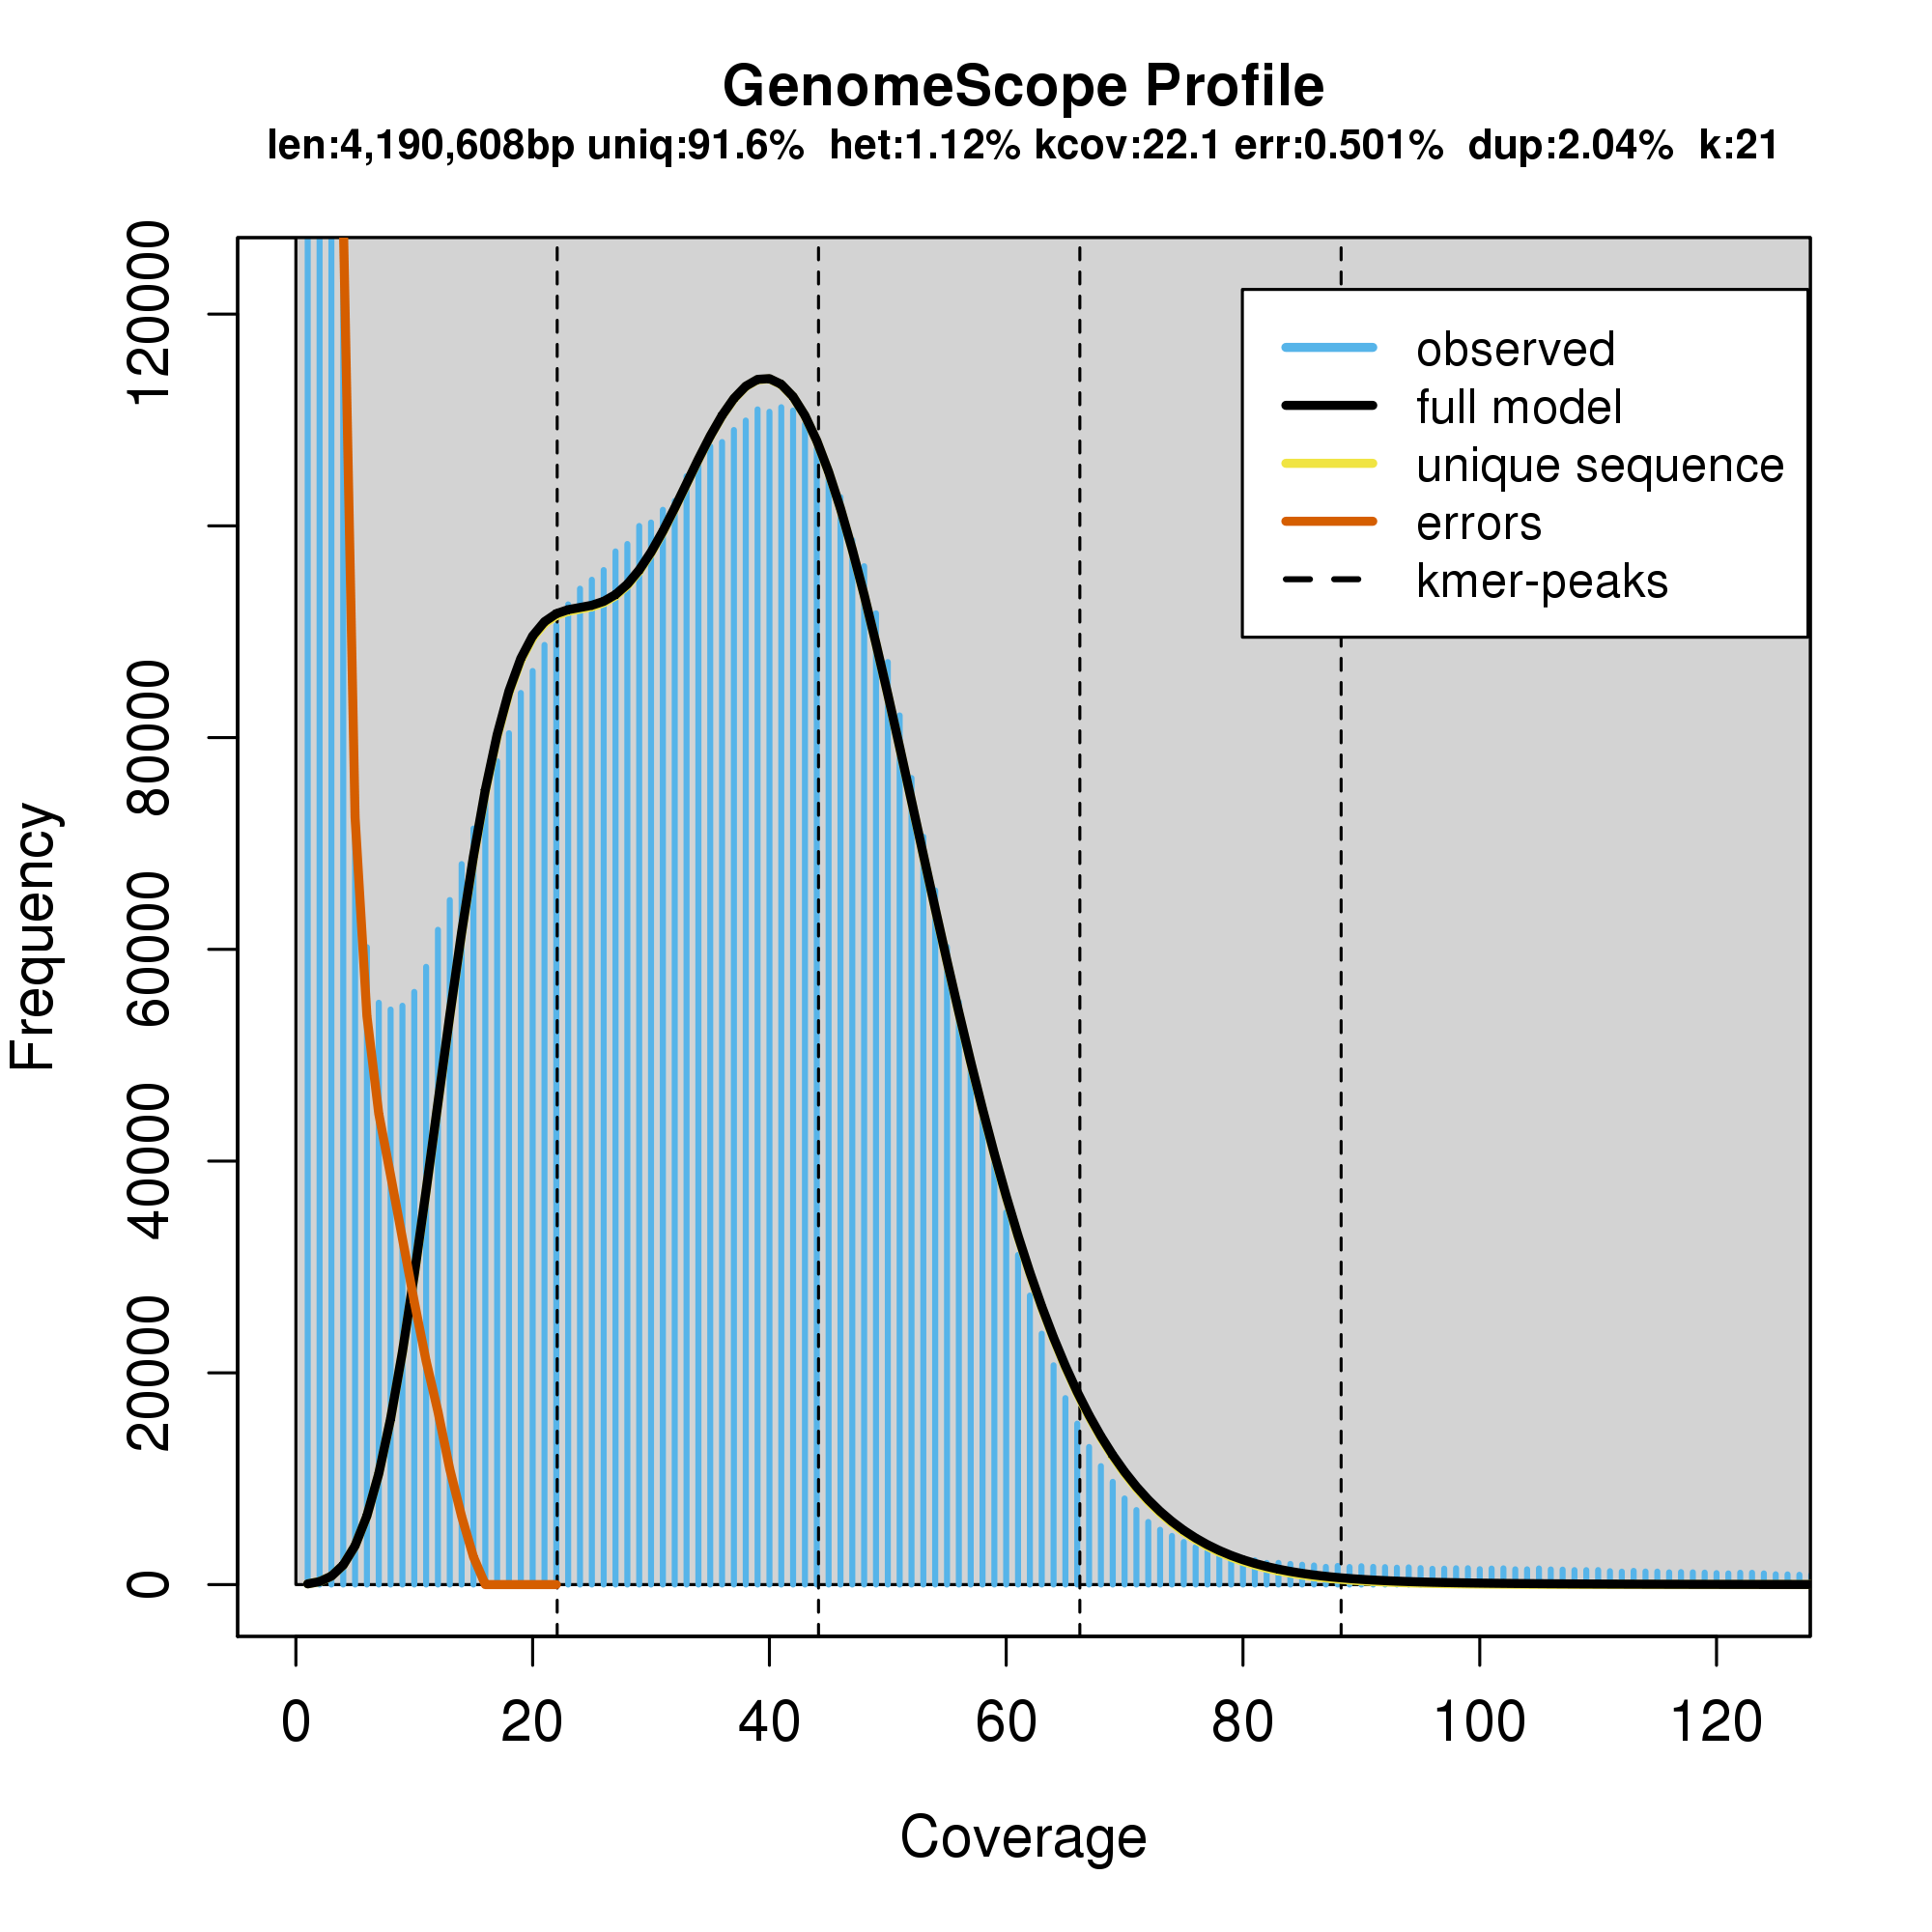 GenomeScope Profile
len:4,190,608bp uniq:91.6% het:1.12% kcov:22.1 err:0.501% dup:2.04% k:21
observed
full model
unique sequence
errors
kmer-peaks
Frequency
120000
80000
60000
40000
20000
0
0 20 40 60 80 100 120
Coverage